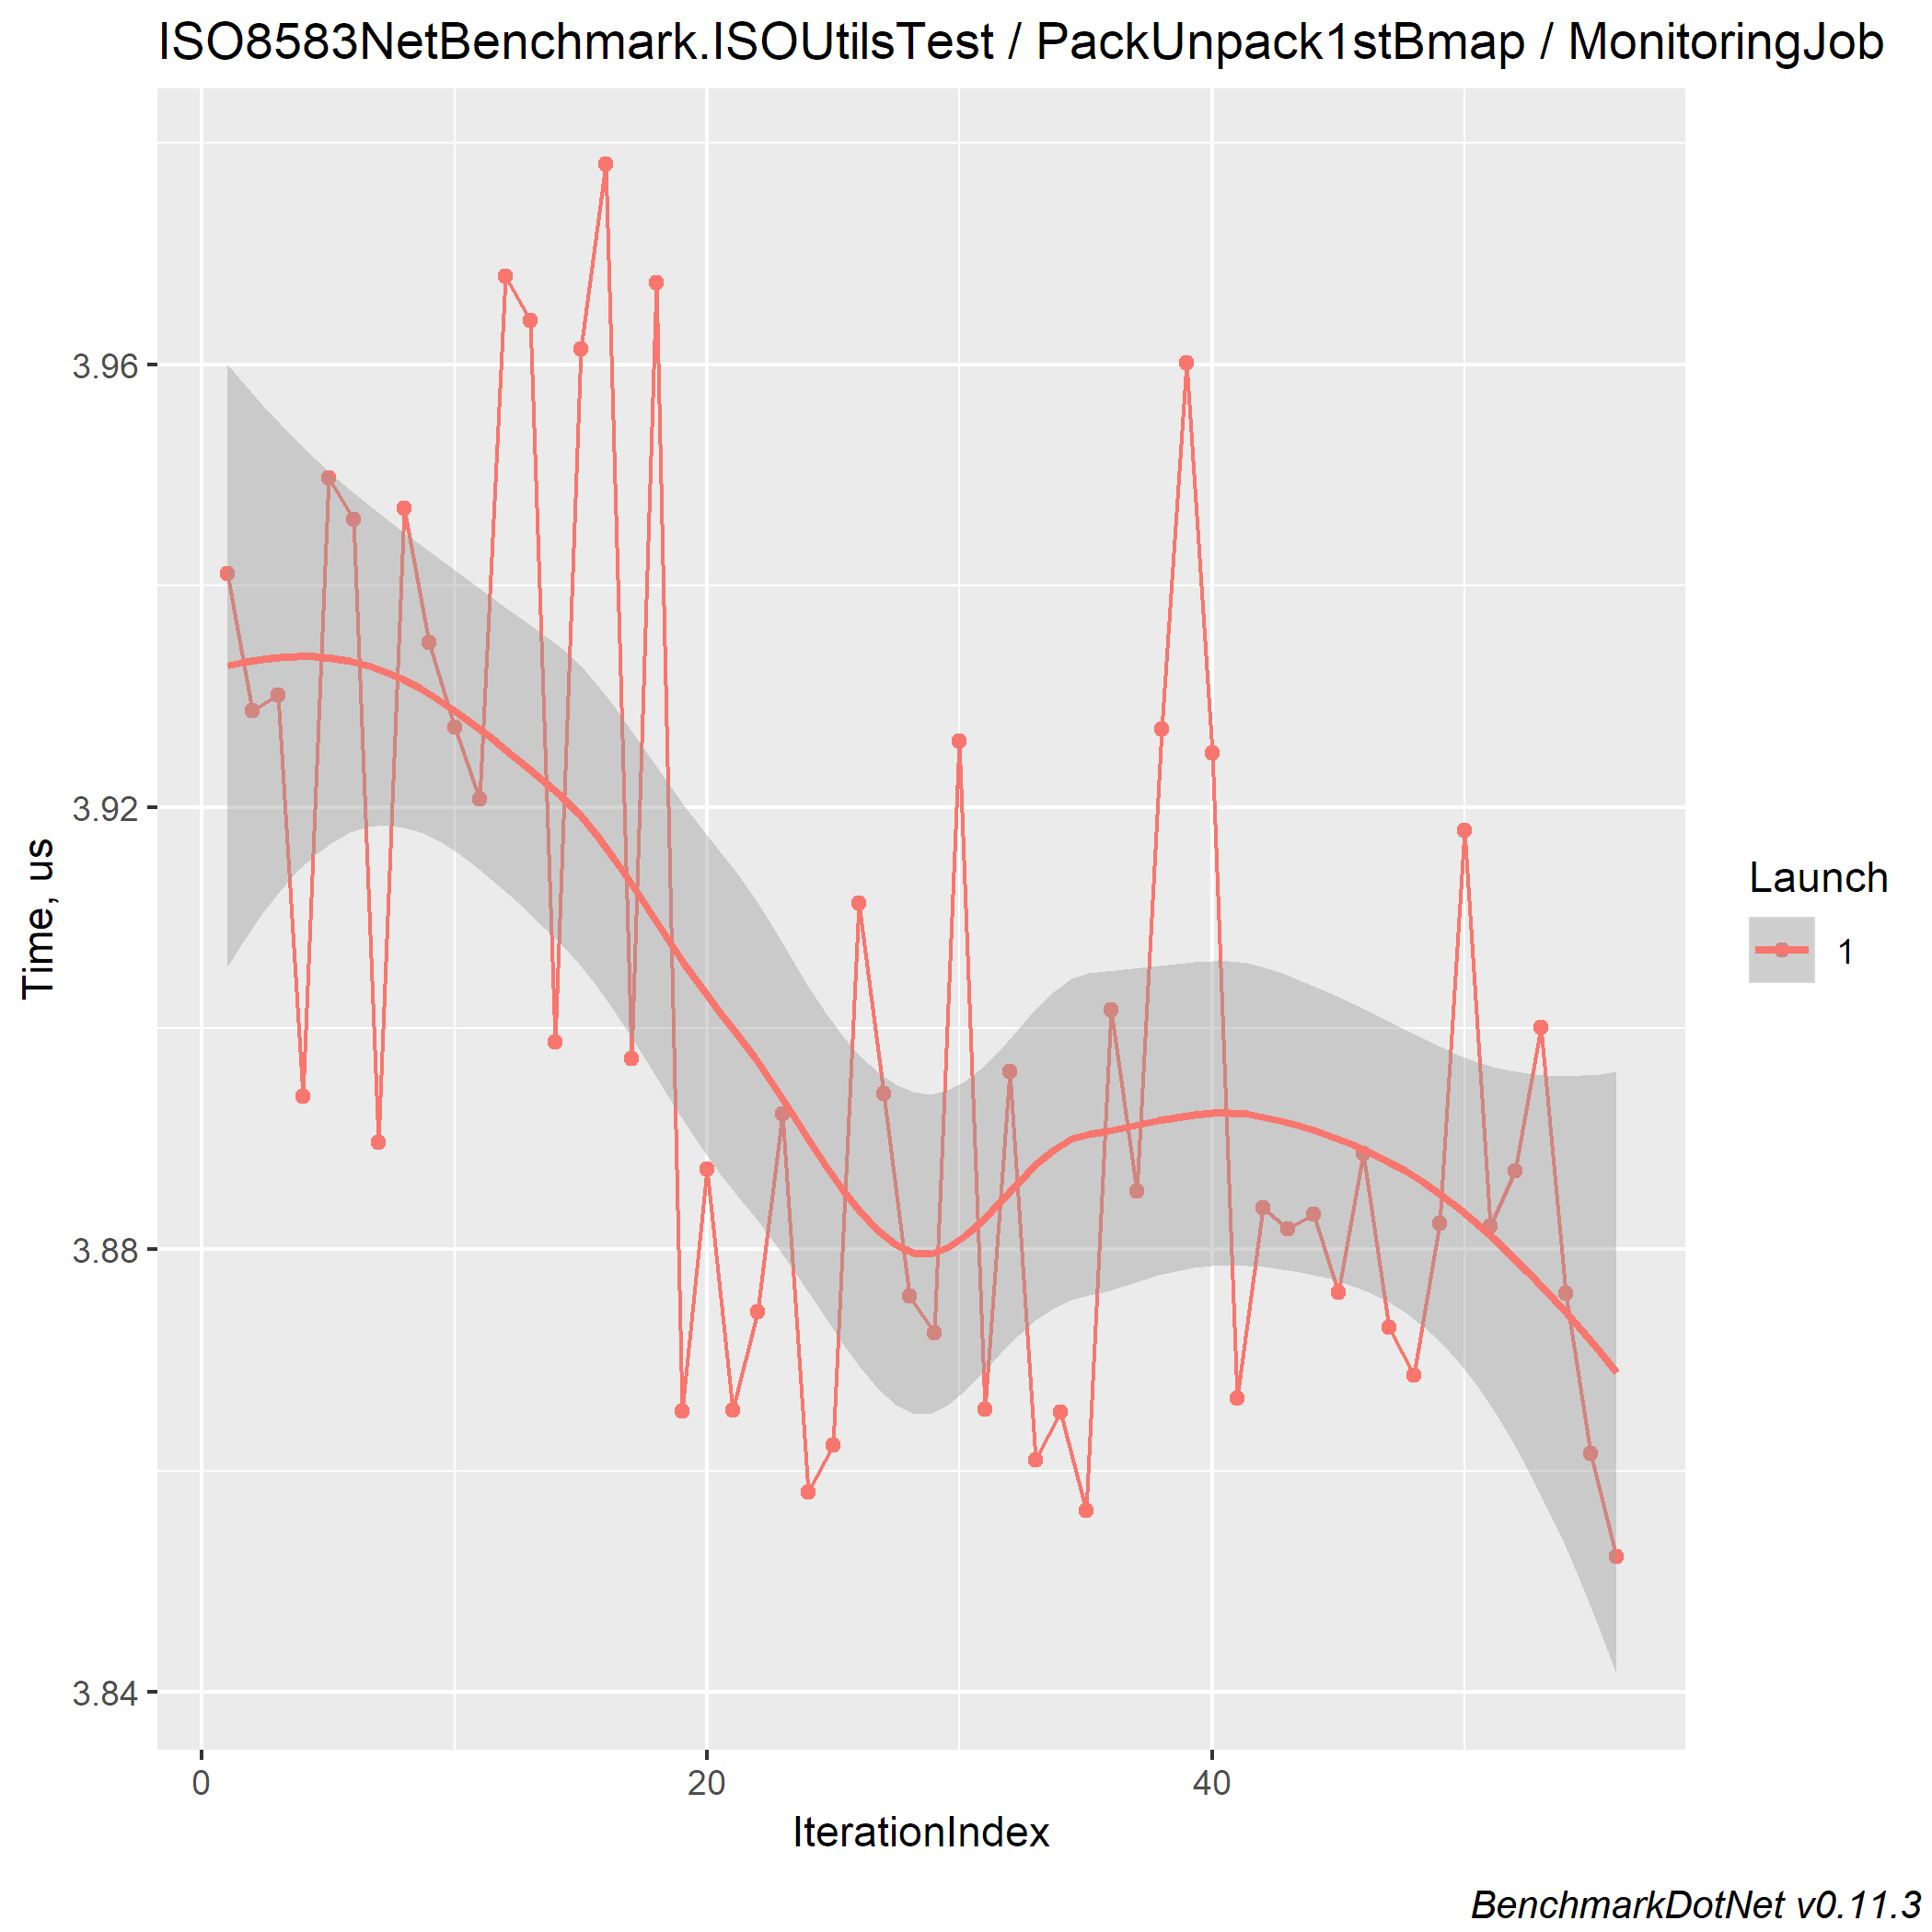 ISO8583NetBenchmark.ISOUtilsTest / PackUnpack1stBmap / MonitoringJob
3.96
3.92
3.88
3.84
Time, us
0 20 40
IterationIndex
Launch
1
BenchmarkDotNet v0.11.3